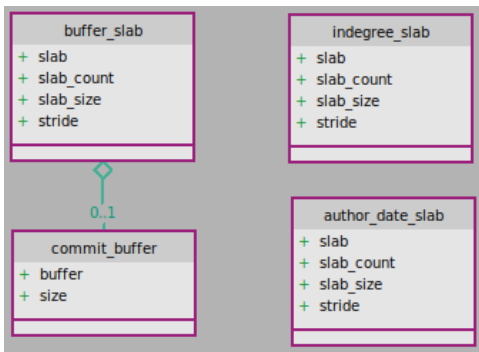 buffer_slab
+ slab
+ slab_count
+ slab_size
+ stride
0..1
commit_buffer
+ buffer
+ size
indegree_slab
+ slab
+ slab_count
+ slab_size
+ stride
author_date_slab
+ slab
+ slab_count
+ slab_size
+ stride